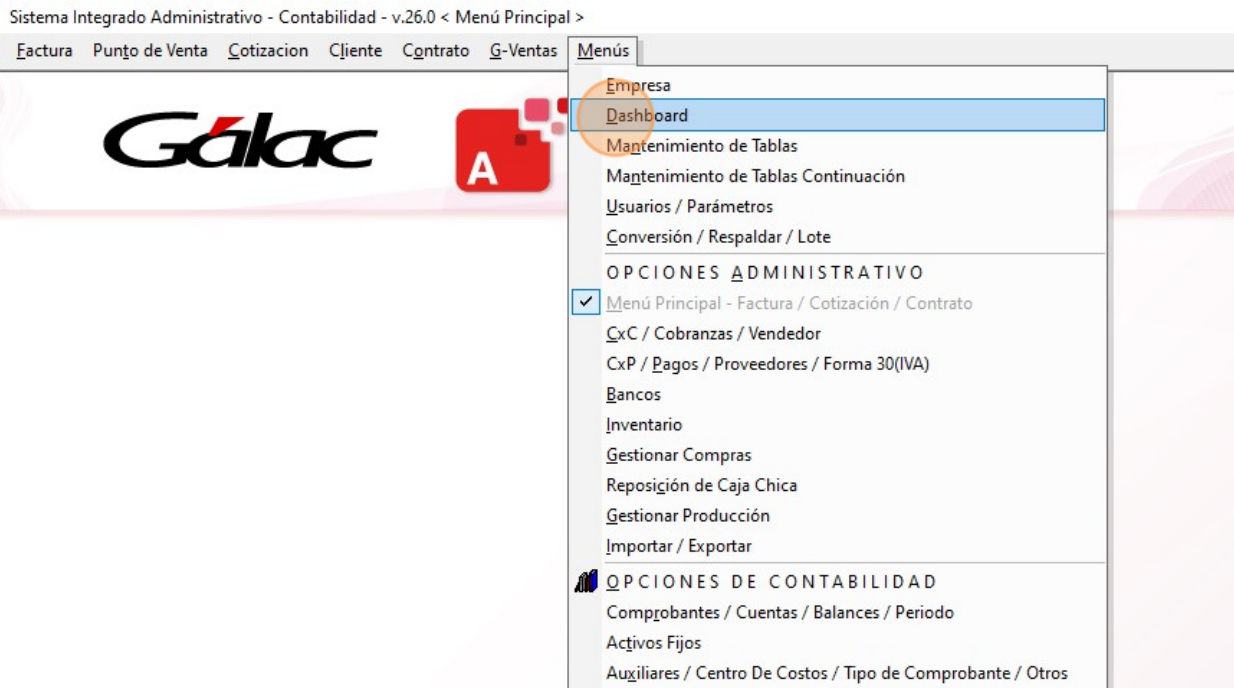 Sistema Integrado Administrativo - Contabilidad - v.26.0 < Menú Principal >
Factura Punto de Venta Cotizacion Cliente Contrato G-Ventas Menús
Gálac
A
Empresa
Dashboard
Mantenimiento de Tablas
Mantenimiento de Tablas Continuación
Usuarios / Parámetros
Conversión / Respaldar / Lote
OPCIONES ADMINISTRATIVO
Menú Principal - Factura / Cotización / Contrato
CxC / Cobranzas / Vendedor
CxP / Pagos / Proveedores / Forma 30(IVA)
Bancos
Inventario
Gestionar Compras
Reposición de Caja Chica
Gestionar Producción
Importar / Exportar
OPCIONES DE CONTABILIDAD
Comprobantes / Cuentas / Balances / Periodo
Activos Fijos
Auxiliares / Centro De Costos / Tipo de Comprobante / Otros